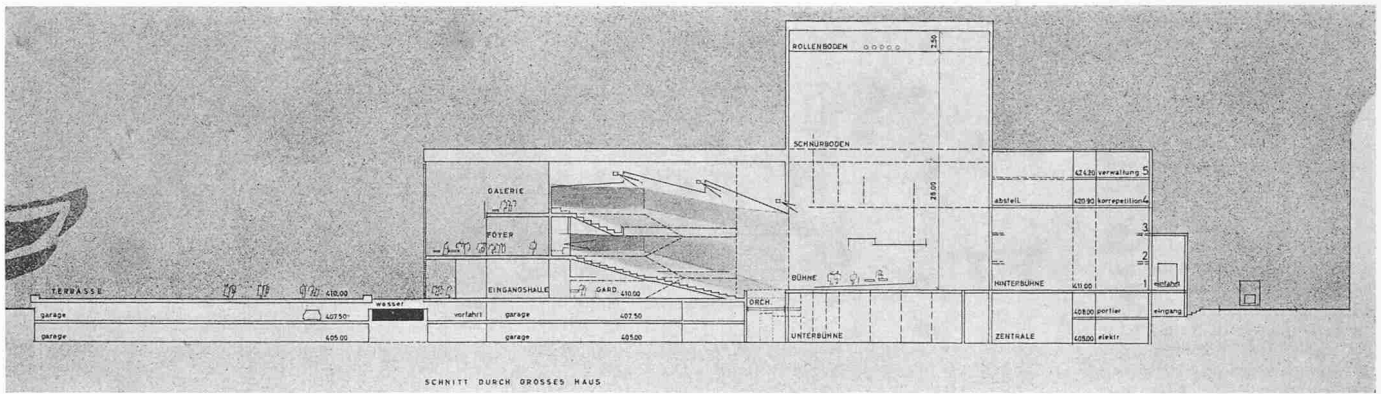 ROLLENBODEN
2.50
SCHNÜRBODEN
28.00
GALERIE
FOYER
EINGANGSHALLE
GARD.
410.00
TERRASSE
410.00
wasser
garage
407.50
vorfahrt
garage
407.50
garage
405.00
garage
405.00
ORCH.
BÜHNE
UNTERBÜHNE
424.20 verwaltung 5
abstell.
420.90 korrepetition 4
3
2
HINTERBÜHNE
411.00
1
einfahrt
408.00 portier
eingang
ZENTRALE
405.00 elektr.
SCHNITT DURCH GROSSES HAUS